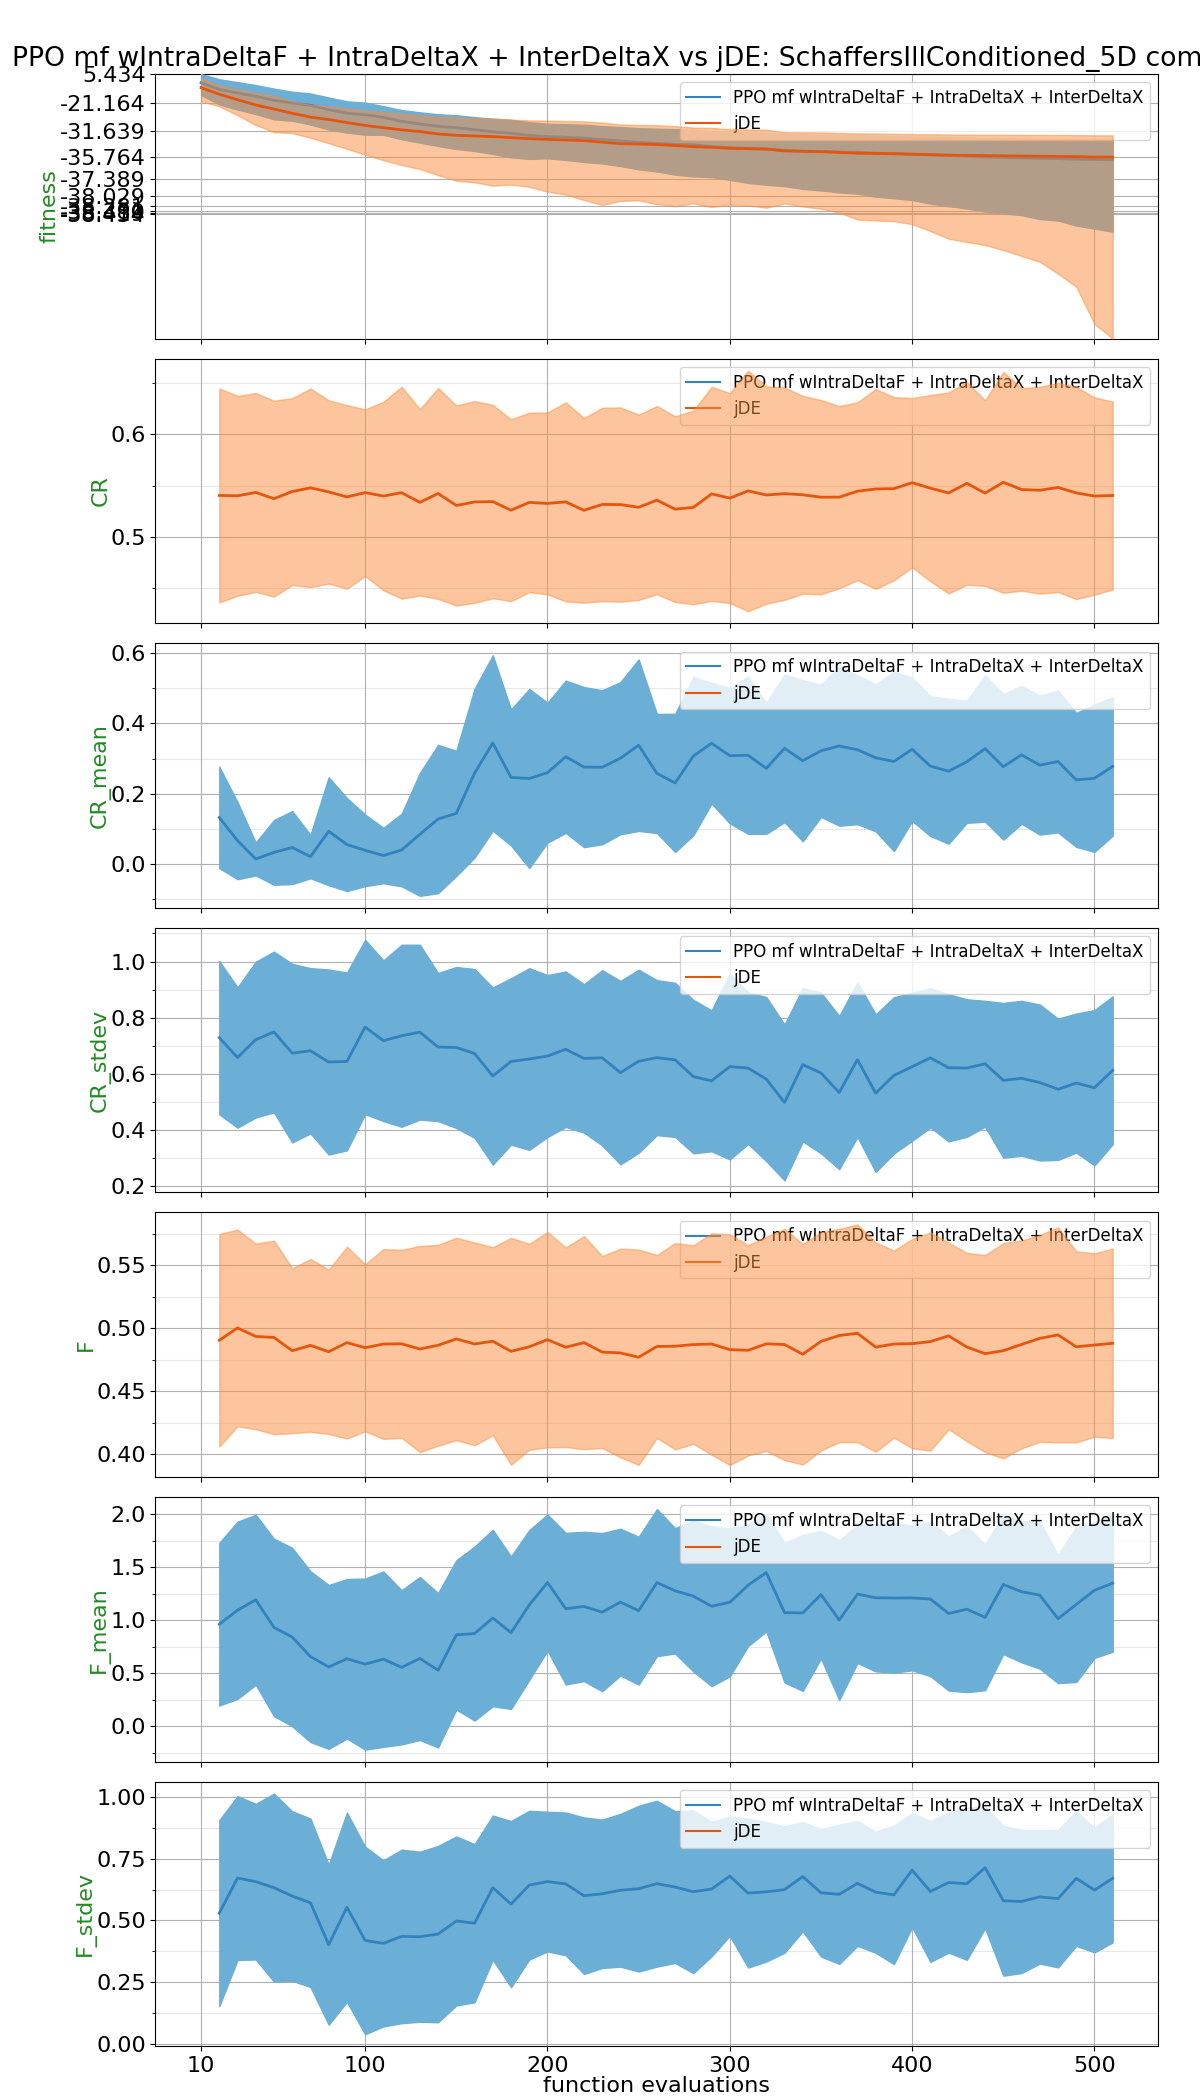 PPO mf wIntraDeltaF + IntraDeltaX + InterDeltaX vs jDE: SchaffersIllConditioned_5D com
5.434
-21.164
-31.639
-35.764
-37.389
-38.029
fitness
PPO mf wIntraDeltaF + IntraDeltaX + InterDeltaX
jDE
0.6
0.5
CR
PPO mf wIntraDeltaF + IntraDeltaX + InterDeltaX
jDE
0.6
0.4
0.2
0.0
CR_mean
PPO mf wIntraDeltaF + IntraDeltaX + InterDeltaX
jDE
1.0
0.8
0.6
0.4
0.2
CR_stdev
PPO mf wIntraDeltaF + IntraDeltaX + InterDeltaX
jDE
0.55
0.50
0.45
0.40
F
PPO mf wIntraDeltaF + IntraDeltaX + InterDeltaX
jDE
2.0
1.5
1.0
0.5
0.0
F_mean
PPO mf wIntraDeltaF + IntraDeltaX + InterDeltaX
jDE
1.00
0.75
0.50
0.25
0.00
F_stdev
PPO mf wIntraDeltaF + IntraDeltaX + InterDeltaX
jDE
10 100 200 300 400 500
function evaluations